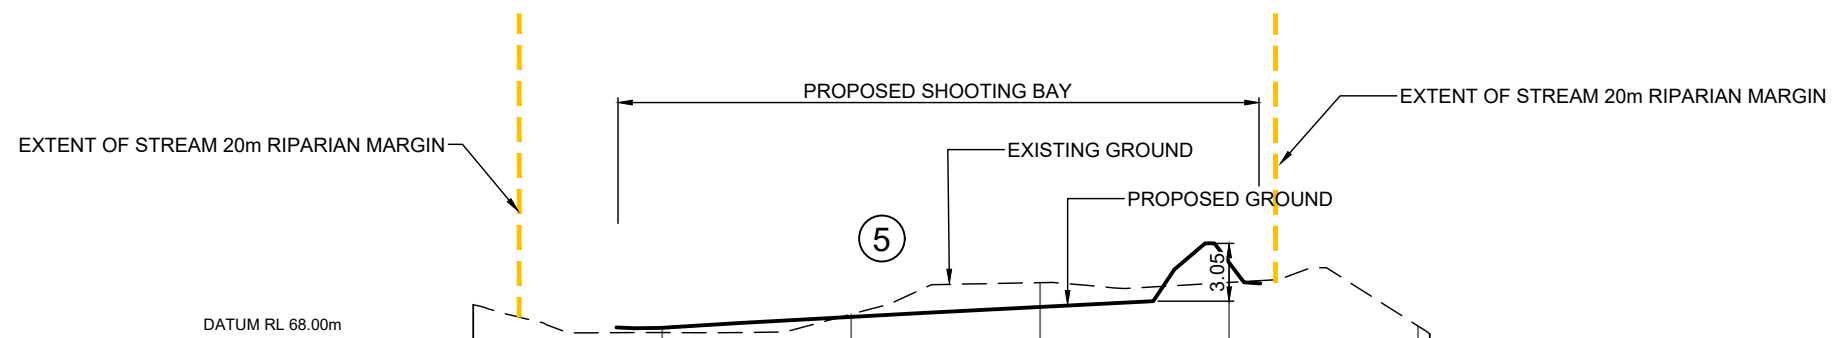 PROPOSED SHOOTING BAY
EXTENT OF STREAM 20m RIPARIAN MARGIN
EXTENT OF STREAM 20m RIPARIAN MARGIN
EXISTING GROUND
PROPOSED GROUND
5
3.05
DATUM RL 68.00m